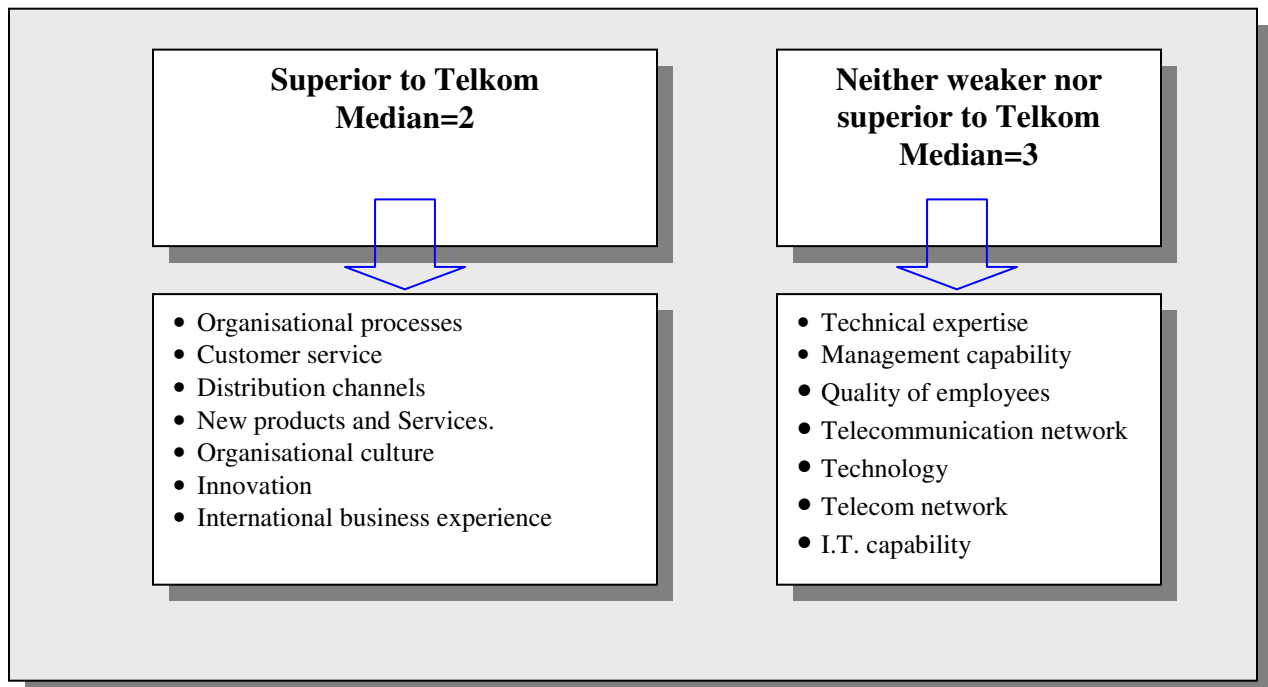 Superior to Telkom
Median=2
• Organisational processes
• Customer service
• Distribution channels
• New products and Services.
• Organisational culture
• Innovation
• International business experience
Neither weaker nor
superior to Telkom
Median=3
• Technical expertise
• Management capability
• Quality of employees
• Telecommunication network
• Technology
• Telecom network
• I.T. capability